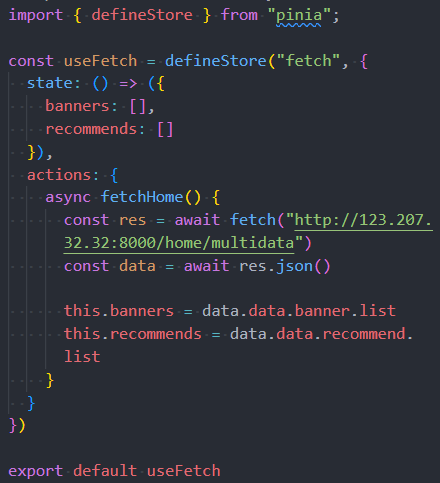 import { defineStore } from "pinia";

const useFetch = defineStore("fetch", {
  state: () => ({
    banners: [],
    recommends: []
  }),
  actions: {
    async fetchHome() {
      const res = await fetch("http://123.207.
      32.32:8000/home/multidata")
      const data = await res.json()

      this.banners = data.data.banner.list
      this.recommends = data.data.recommend.
      list
    }
  }
})

export default useFetch